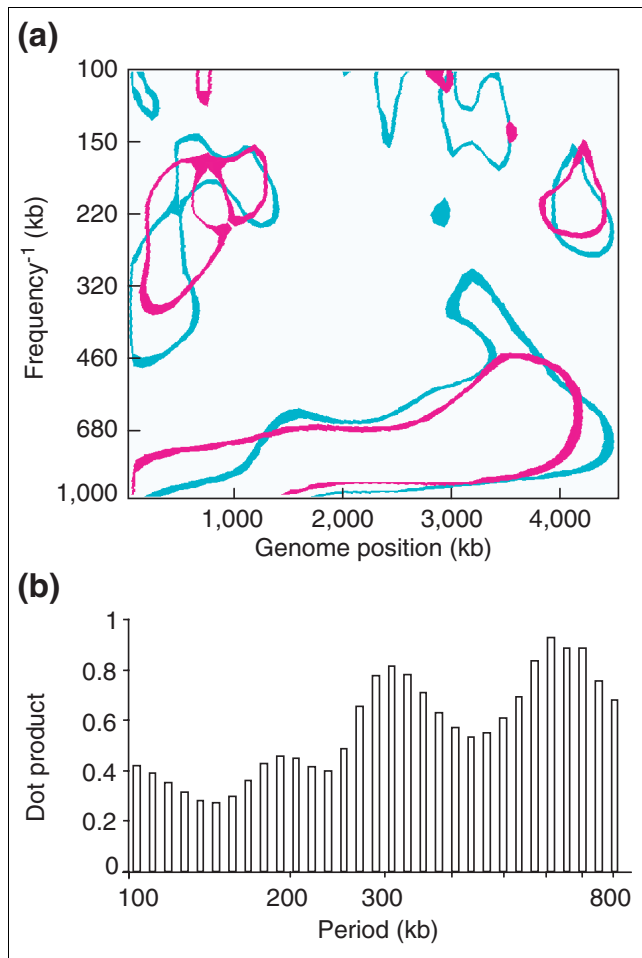 (a)
100
150
220
320
460
680
1,000
Frequency⁻¹ (kb)
1,000 2,000 3,000 4,000
Genome position (kb)
(b)
1
0.8
0.6
0.4
0.2
0
Dot product
100 200 300 800
Period (kb)